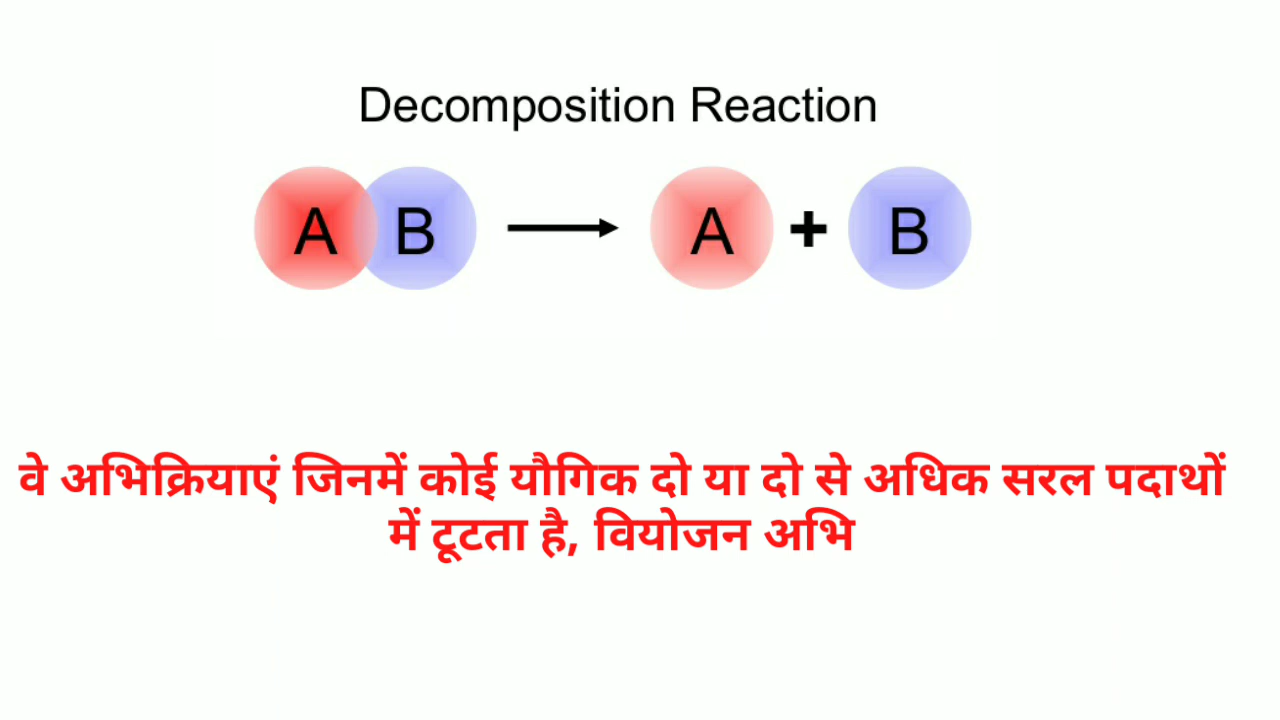 Decomposition Reaction
A B → A + B
वे अभिक्रियाएं जिनमें कोई यौगिक दो या दो से अधिक सरल पदाथों
में टूटता है, वियोजन अभि